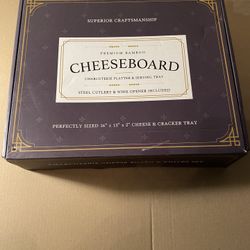 SUPERIOR CRAFTSMANSHIP
PREMIUM BAMBOO
CHEESEBOARD
CHARCUTERIE PLATTER & SERVING TRAY
STEEL CUTLERY & WINE OPENER INCLUDED
PERFECTLY SIZED 16" x 13" x 2" CHEESE & CRACKER TRAY